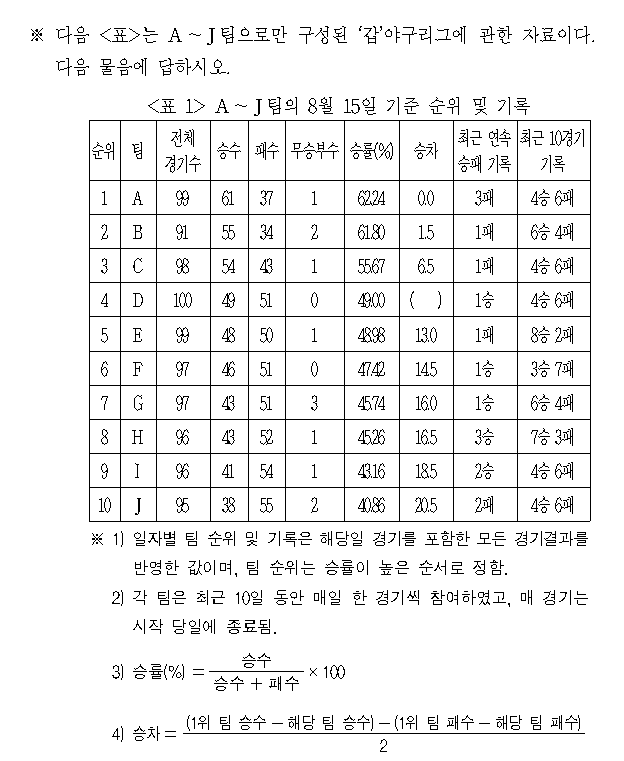 ※ 다음 <표>는 A ~ J팀으로만 구성된 ‘갑’야구리그에 관한 자료이다.
다음 물음에 답하시오.
<표 1> A ~ J팀의 8월 15일 기준 순위 및 기록
순위 팀 전체 경기수 승수 패수 무승부수 승률(%) 승차 최근 연속 승패 기록 최근 10경기 기록
1 A 99 61 37 1 62.24 0.0 3패 4승 6패
2 B 91 55 34 2 61.80 1.5 1패 6승 4패
3 C 98 54 43 1 55.67 6.5 1패 4승 6패
4 D 100 49 51 0 49.00 ( ) 1승 4승 6패
5 E 99 48 50 1 48.98 13.0 1패 8승 2패
6 F 97 46 51 0 47.42 14.5 1승 3승 7패
7 G 97 43 51 3 45.74 16.0 1승 6승 4패
8 H 96 43 52 1 45.26 16.5 3승 7승 3패
9 I 96 41 54 1 43.16 18.5 2승 4승 6패
10 J 95 38 55 2 40.86 20.5 2패 4승 6패
※ 1) 일자별 팀 순위 및 기록은 해당일 경기를 포함한 모든 경기결과를
반영한 값이며, 팀 순위는 승률이 높은 순서로 정함.
2) 각 팀은 최근 10일 동안 매일 한 경기씩 참여하였고, 매 경기는
시작 당일에 종료됨.
3) 승률(%) = 승수 / (승수 + 패수) × 100
4) 승차 = (1위 팀 승수 − 해당 팀 승수) − (1위 팀 패수 − 해당 팀 패수) / 2